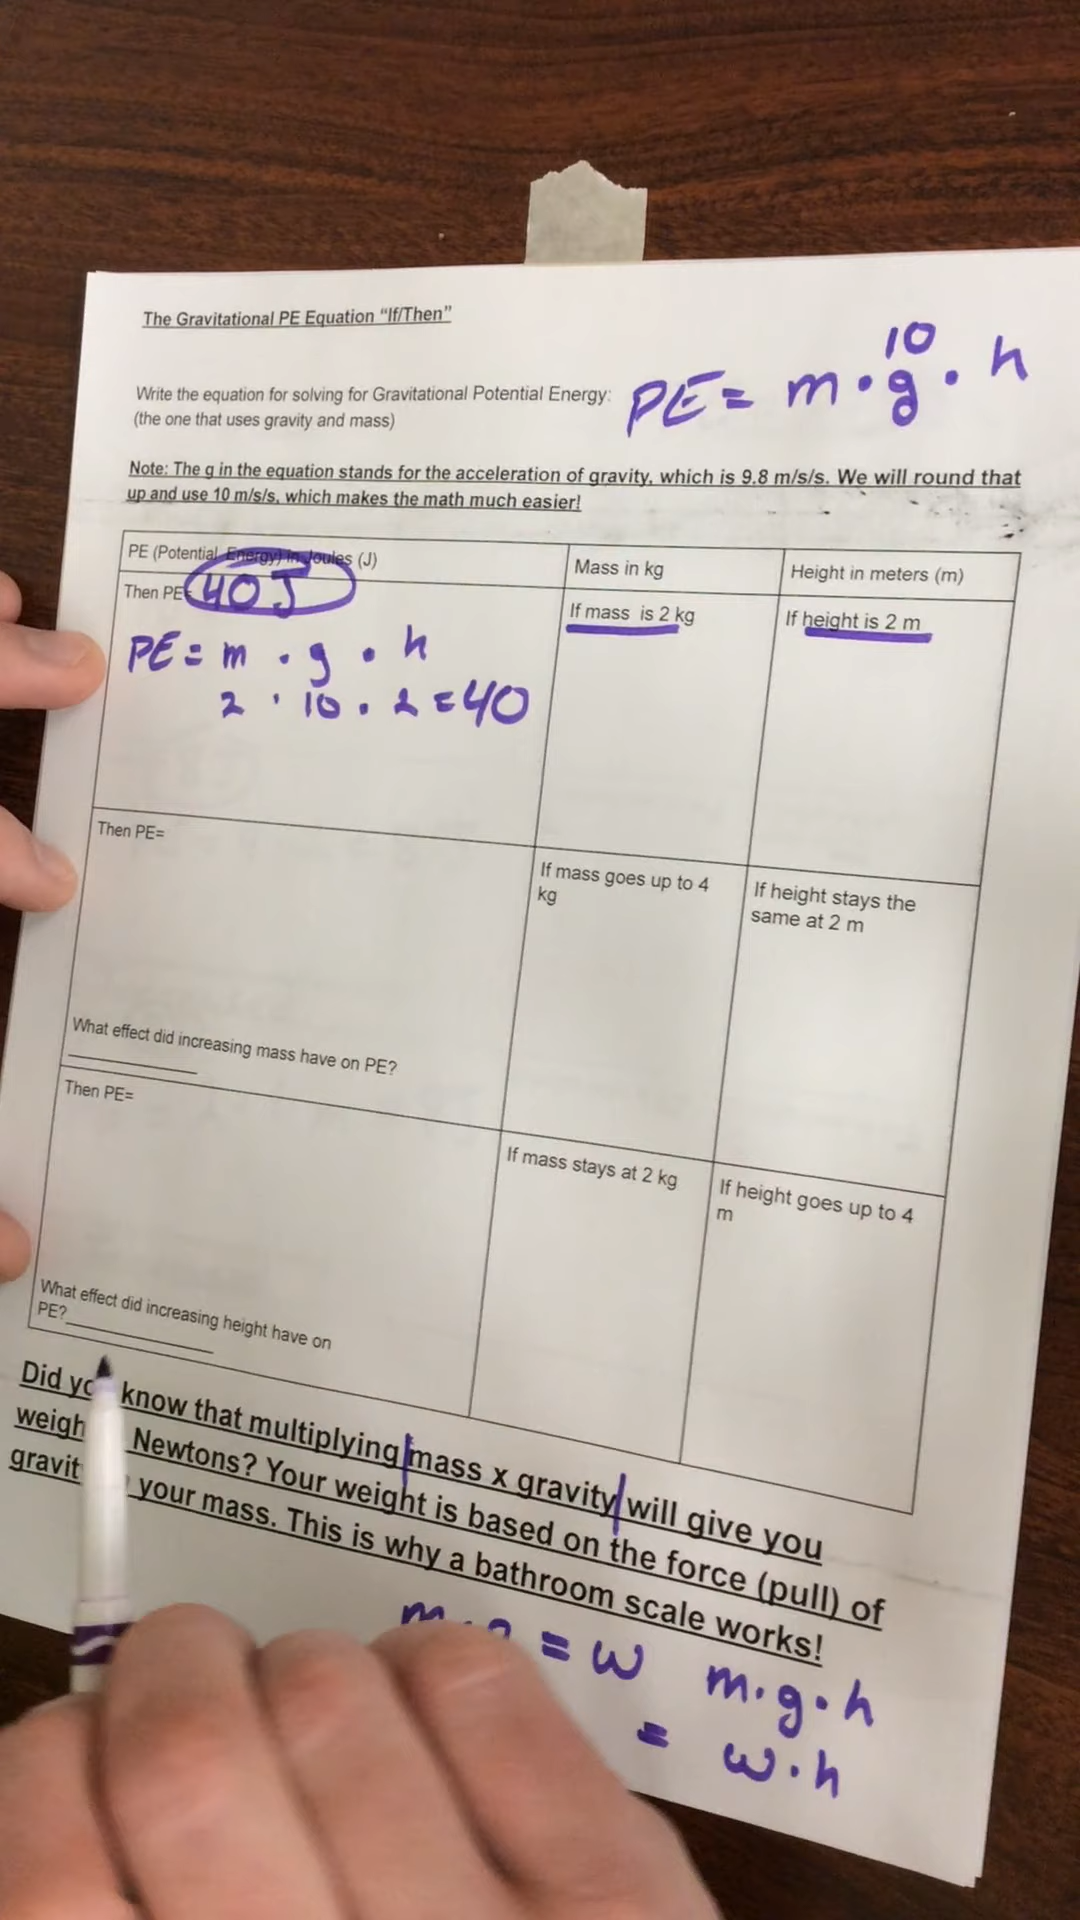 The Gravitational PE Equation "If/Then"
10
Write the equation for solving for Gravitational Potential Energy: PE = m · g · h
(the one that uses gravity and mass)
Note: The g in the equation stands for the acceleration of gravity, which is 9.8 m/s/s. We will round that
up and use 10 m/s/s, which makes the math much easier!
PE (Potential Energy) in Joules (J)
Mass in kg
Height in meters (m)
Then PE= 40 J
If mass is 2 kg
If height is 2 m
PE = m · g · h
2 · 10 · 2 = 40
Then PE=
If mass goes up to 4
kg
If height stays the
same at 2 m
What effect did increasing mass have on PE?
Then PE=
If mass stays at 2 kg
If height goes up to 4
m
What effect did increasing height have on
PE?
Did you know that multiplying mass x gravity will give you
weigh Newtons? Your weight is based on the force (pull) of
gravit your mass. This is why a bathroom scale works!
m · g = w
m · g · h
= w · h